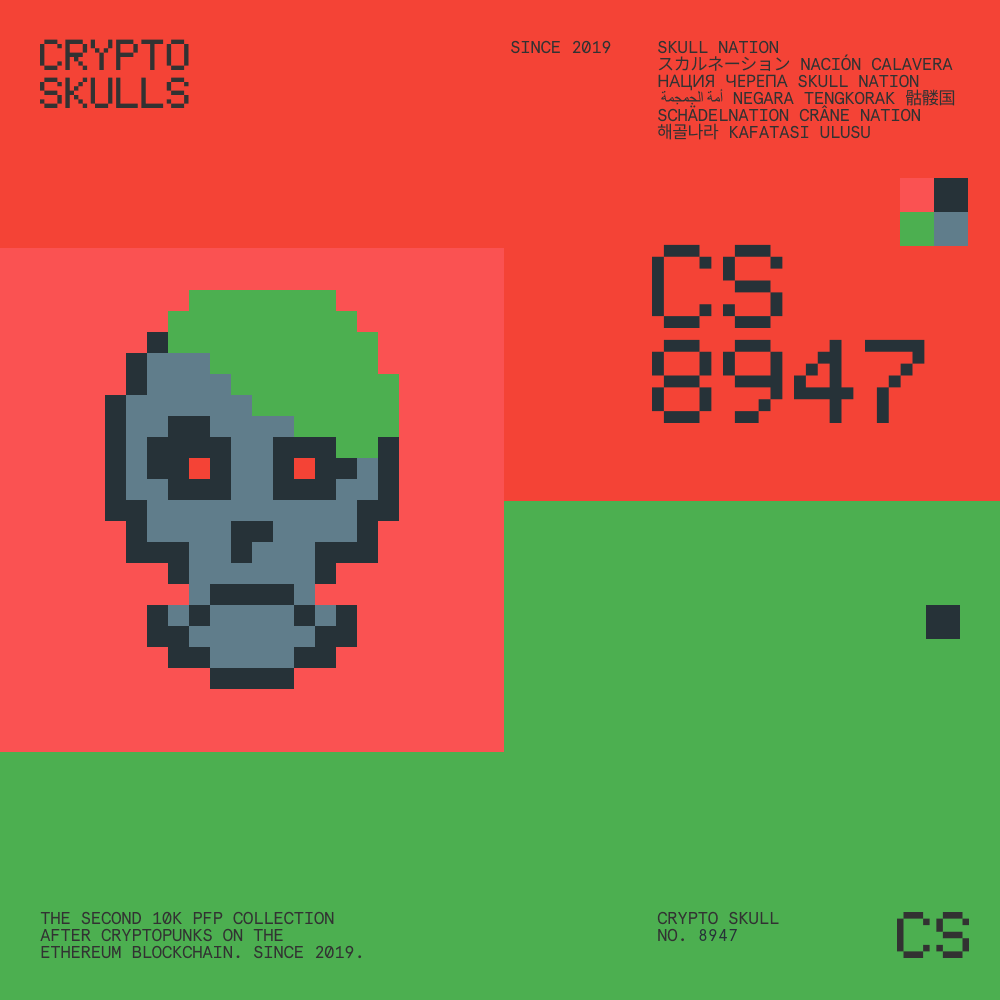 CRYPTO
SKULLS
SINCE 2019
SKULL NATION
スカルネーション NACIÓN CALAVERA
НАЦИЯ ЧЕРЕПА SKULL NATION
أمة الجمجمة NEGARA TENGKORAK 骷髅国
SCHÄDELNATION CRÂNE NATION
해골나라 KAFATASI ULUSU
CS
8947
THE SECOND 10K PFP COLLECTION
AFTER CRYPTOPUNKS ON THE
ETHEREUM BLOCKCHAIN. SINCE 2019.
CRYPTO SKULL
NO. 8947
CS